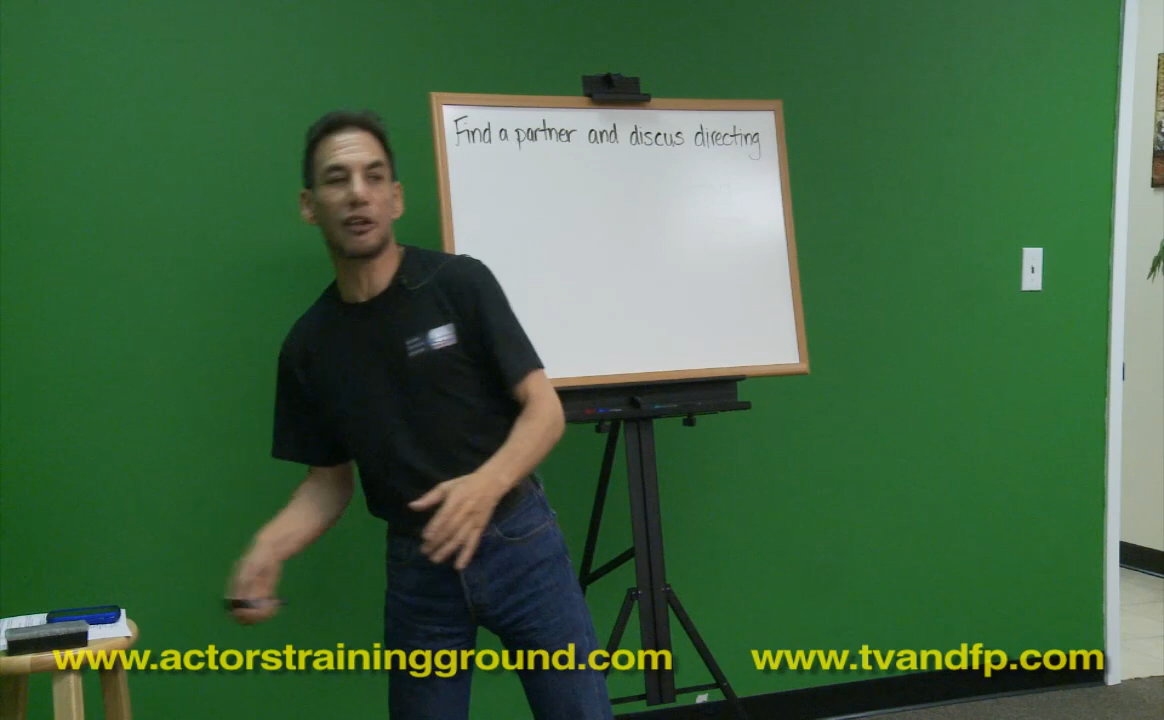 Find a partner and discus directing
www.actorstrainingground.com
www.tvandfp.com